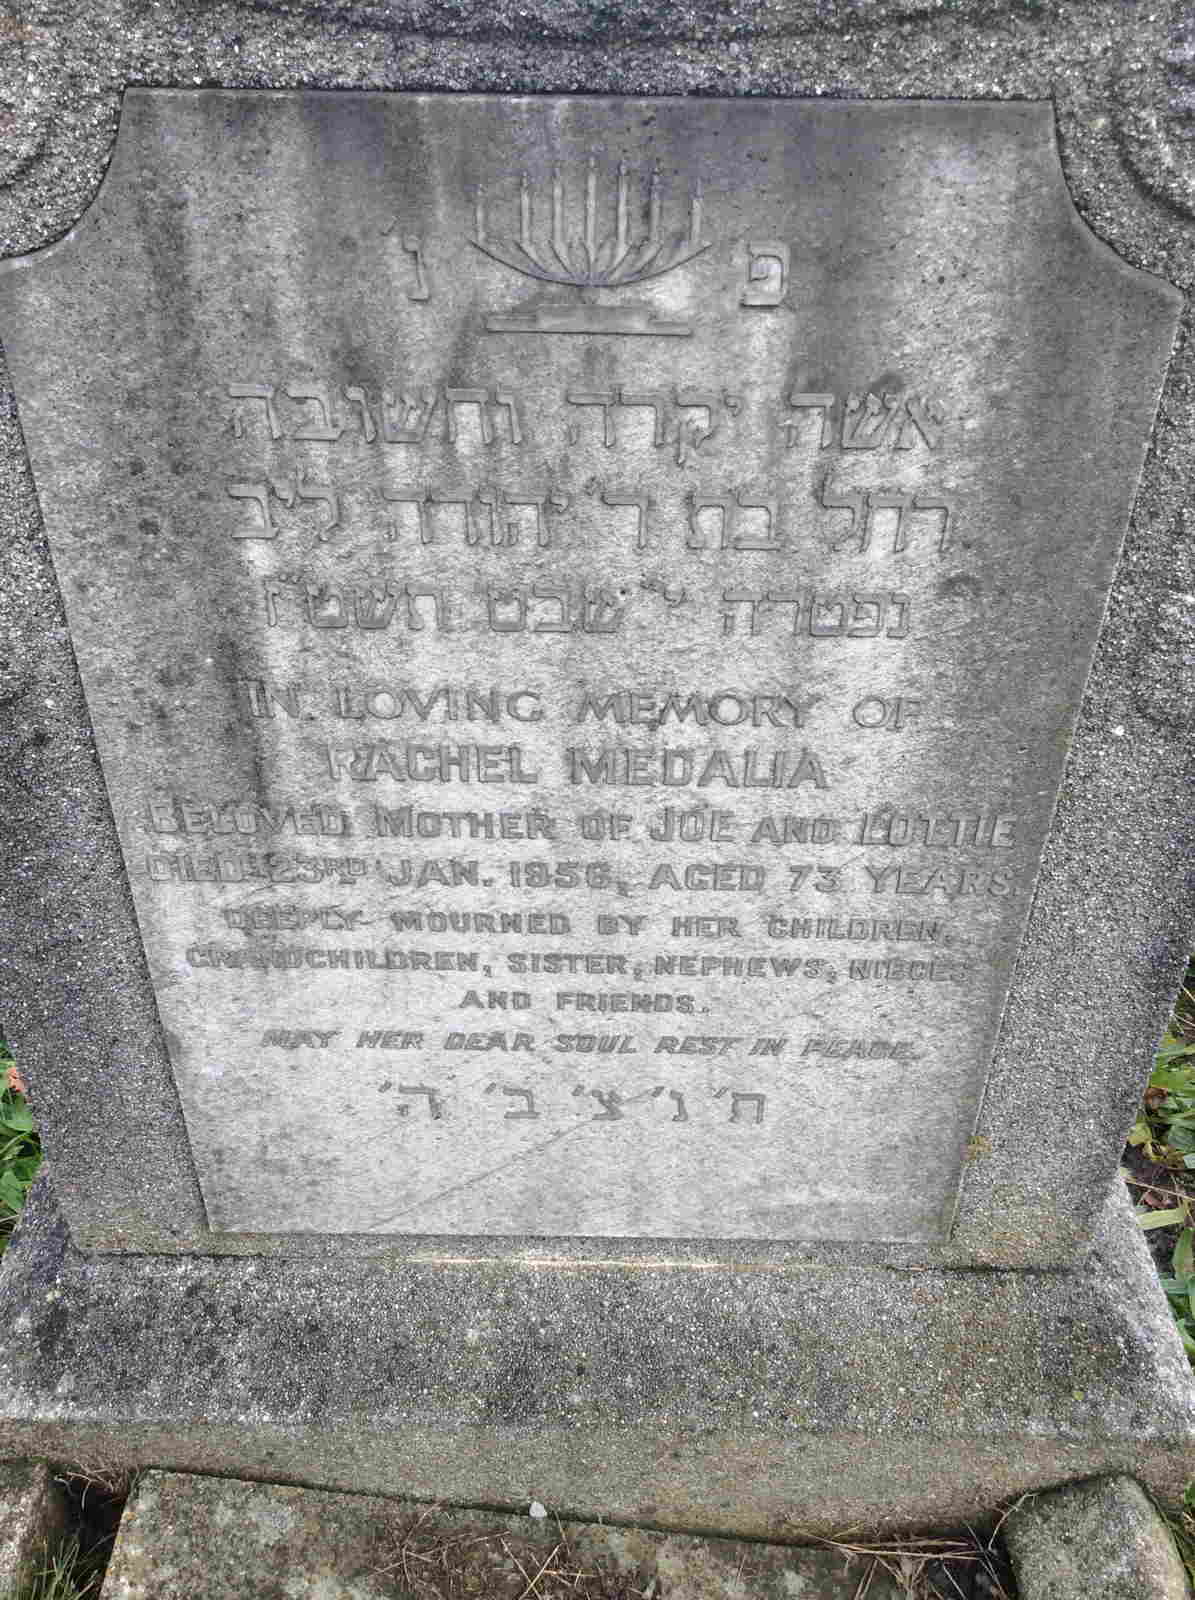 פ נ
אשה יקרה וחשובה
רחל בת ר' יהודה ליב
נפטרה י" שבט תשט"ז
IN LOVING MEMORY OF
RACHEL MEDALIA
BELOVED MOTHER OF JOE AND LOTTIE
DIED 23RD JAN. 1956, AGED 73 YEARS.
DEEPLY MOURNED BY HER CHILDREN,
GRANDCHILDREN, SISTER, NEPHEWS, NIECES
AND FRIENDS.
MAY HER DEAR SOUL REST IN PEACE.
ת' נ' צ' ב' ה'